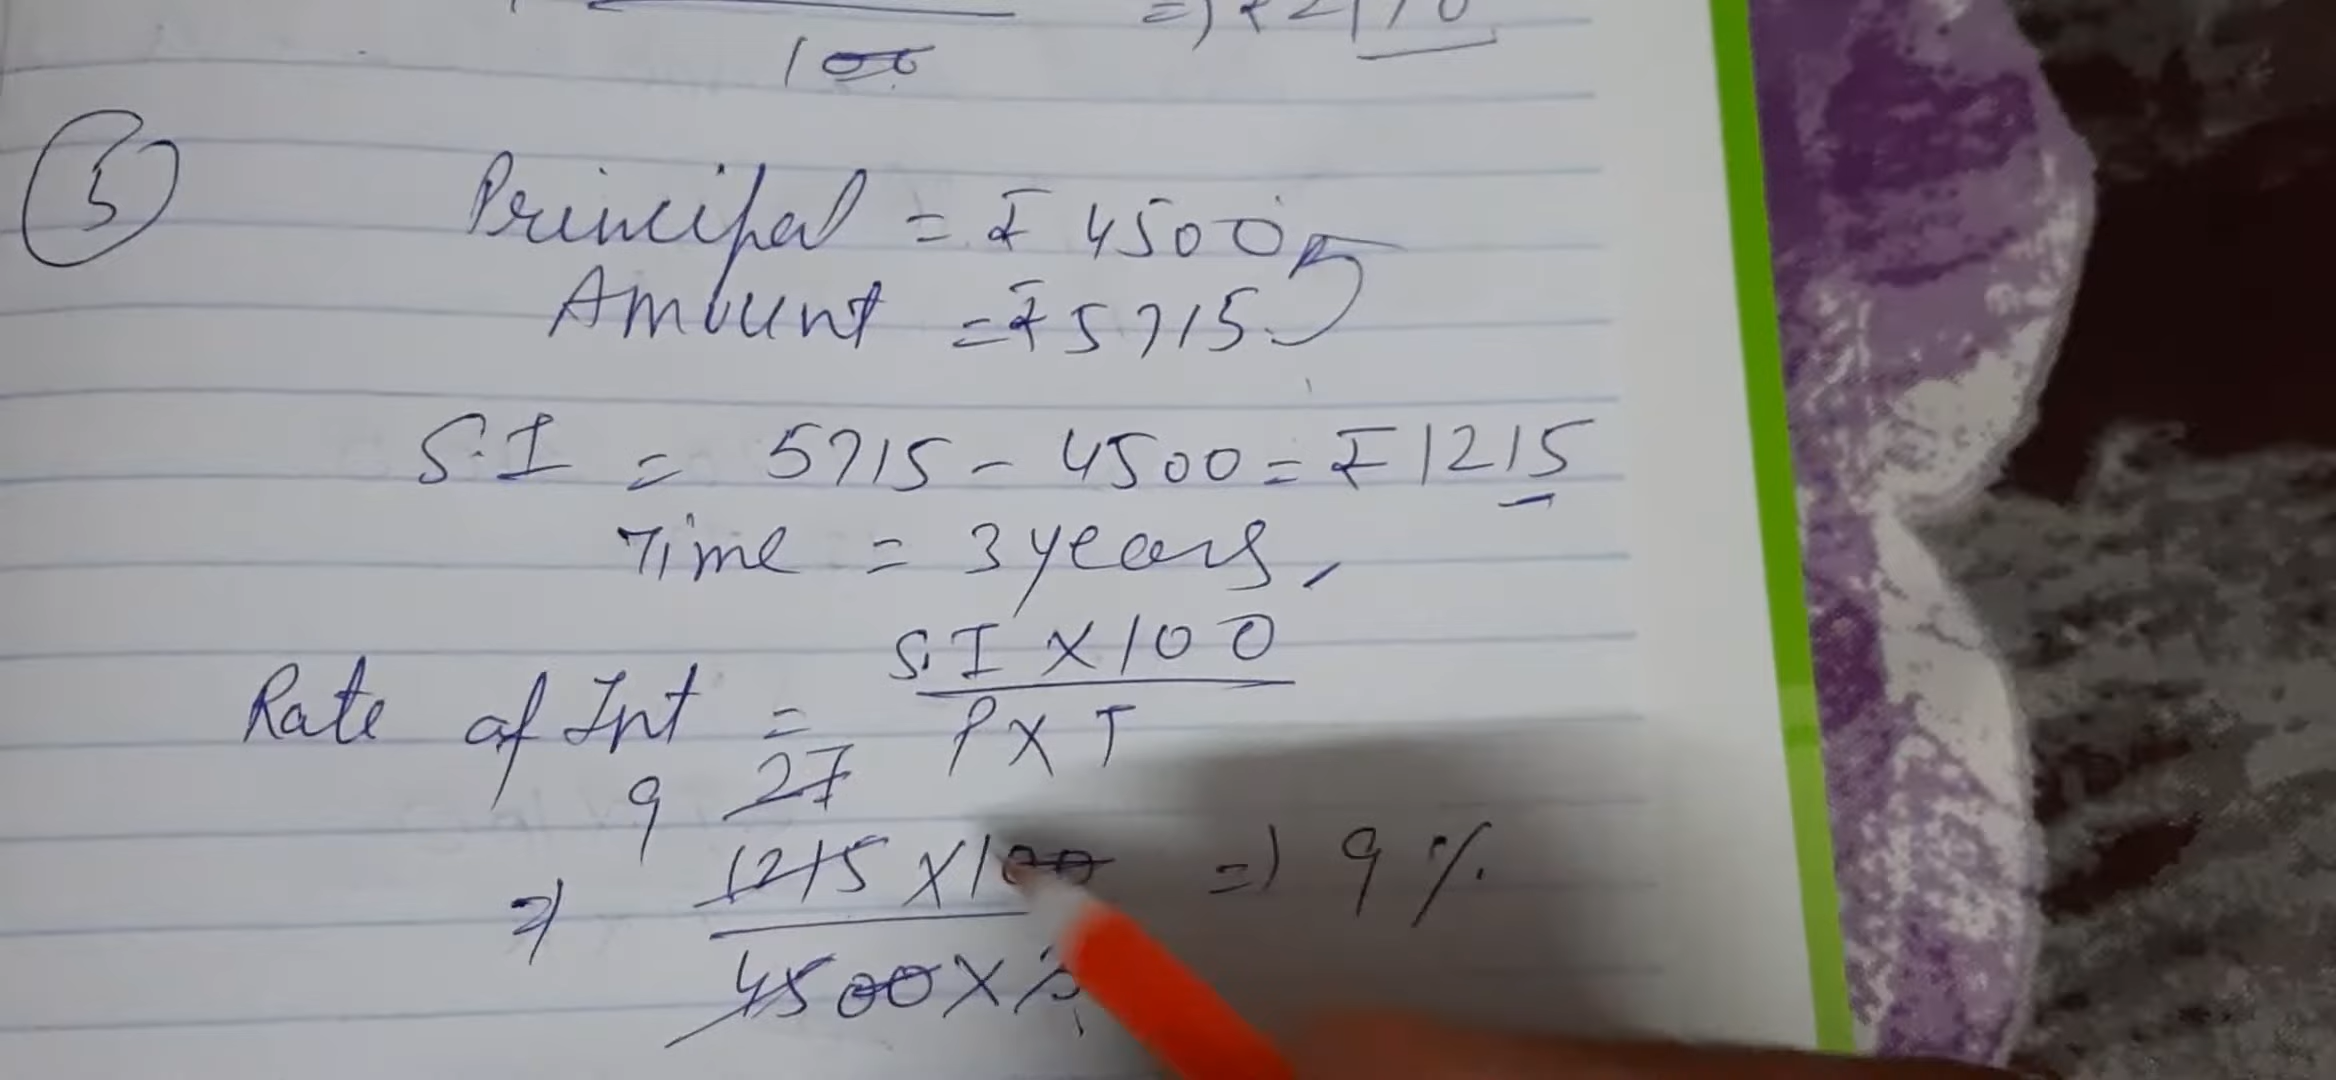 100
⑤
Principal = ₹ 4500
Amount = ₹5715
S.I = 5715 - 4500 = ₹1215
Time = 3 years,
Rate of Int = S.I X 100 / P X T
9 27
⇒ 1215 X 100 / 4500 X 3 ⇒ 9 %